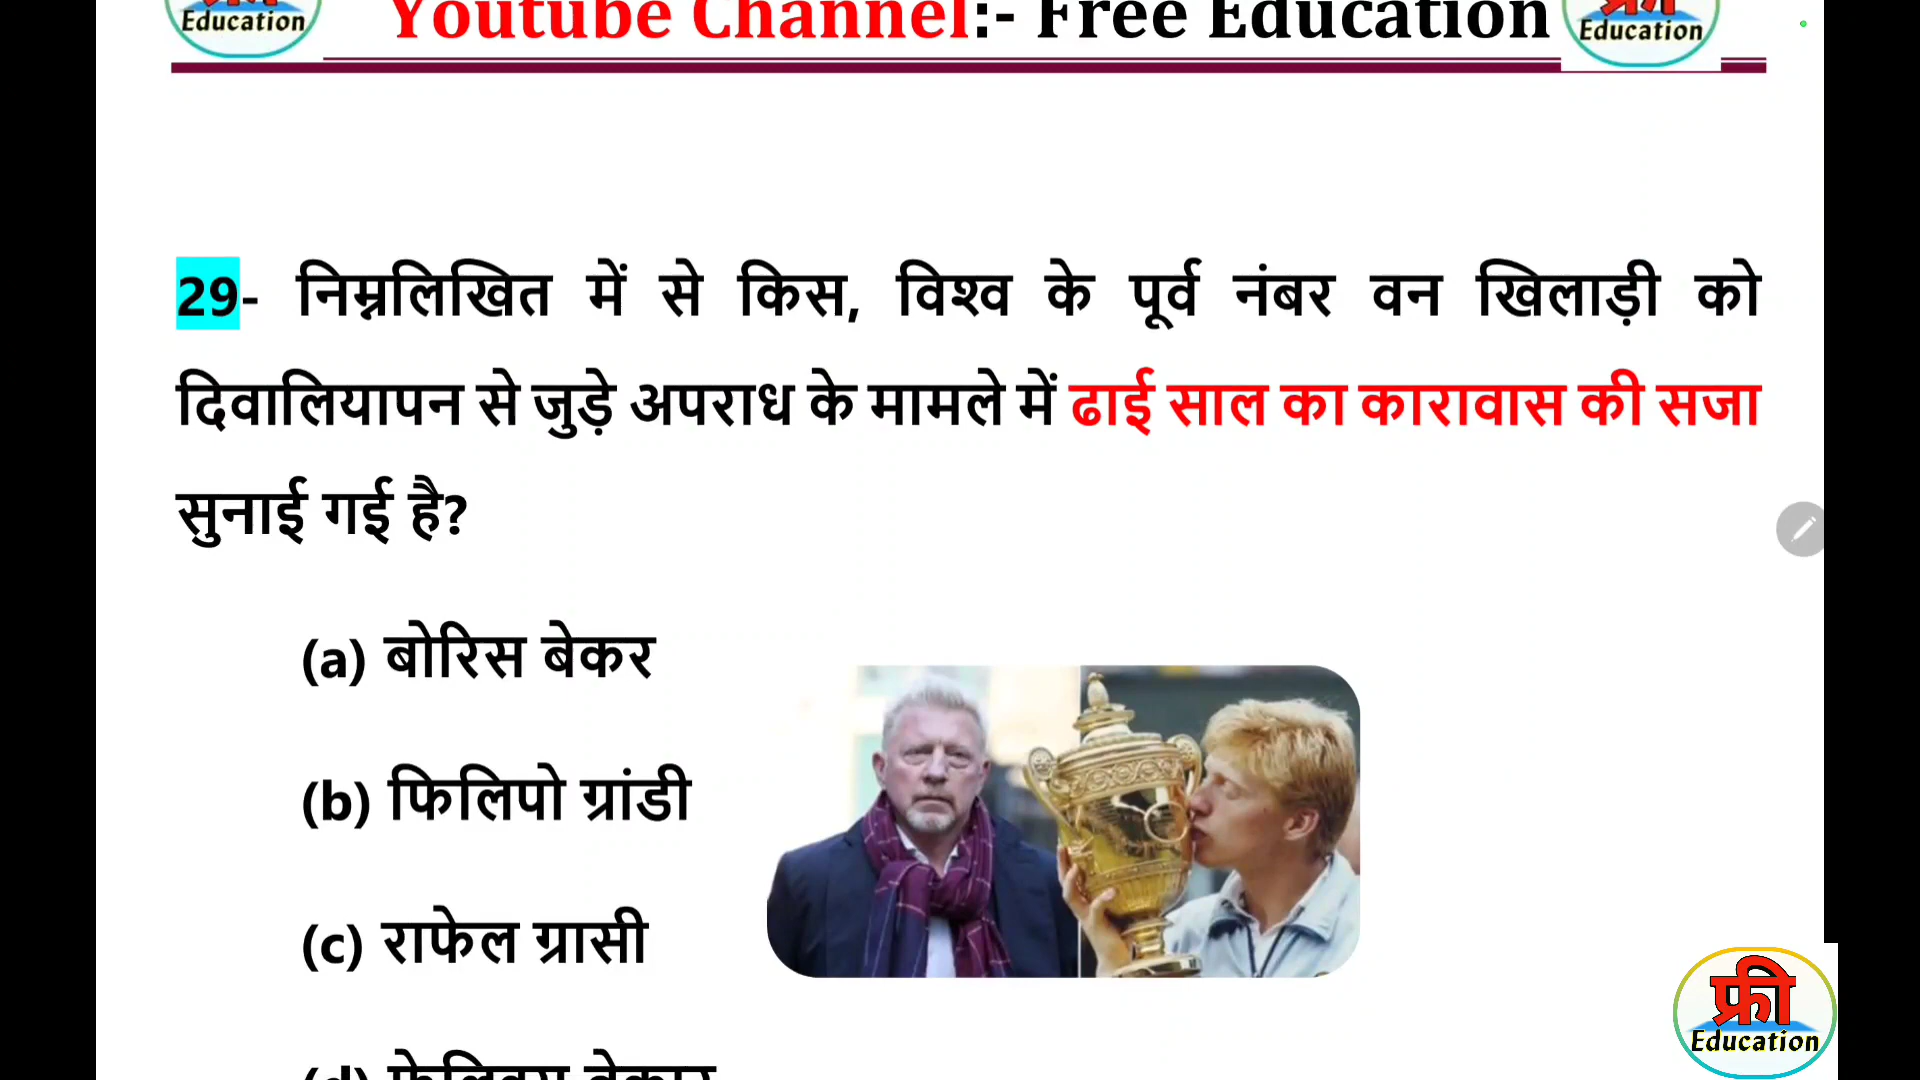 Education
Youtube Channel:- Free Education
फ्री
Education
29- निम्नलिखित में से किस, विश्व के पूर्व नंबर वन खिलाड़ी को
दिवालियापन से जुड़े अपराध के मामले में ढाई साल का कारावास की सजा
सुनाई गई है?
(a) बोरिस बेकर
(b) फिलिपो ग्रांडी
(c) राफेल ग्रासी
फ्री
Education